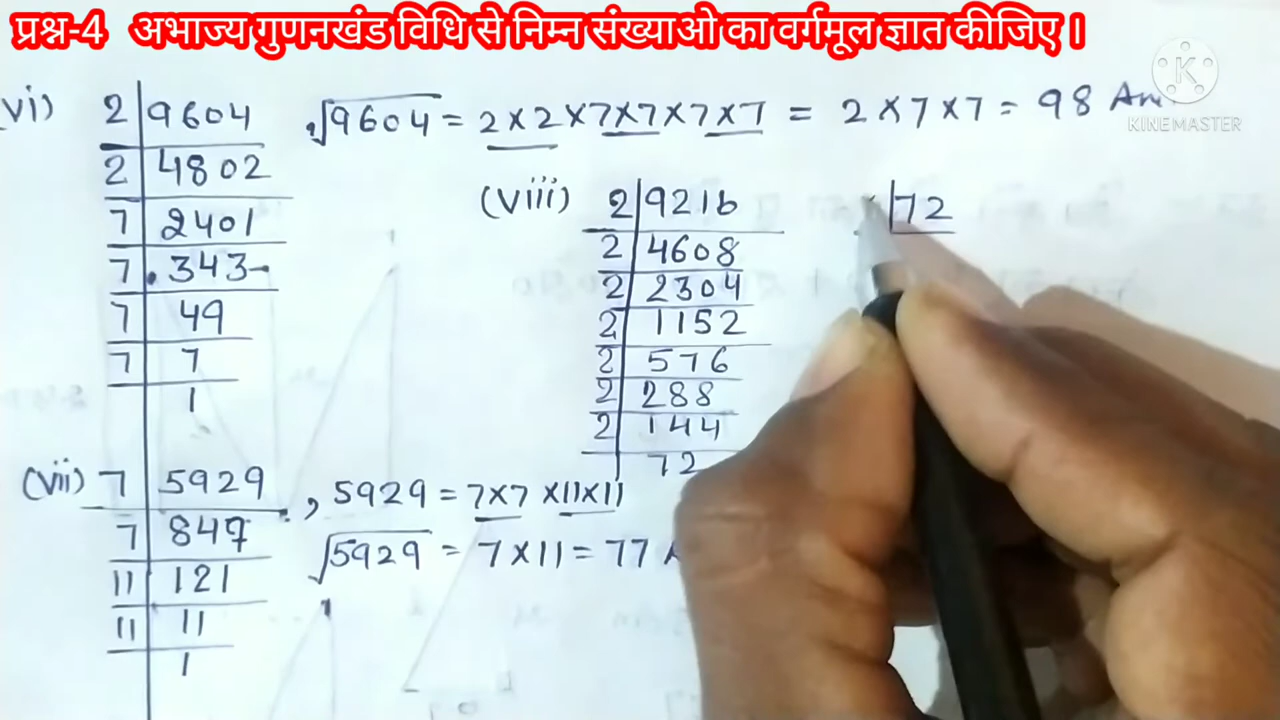 प्रश्न-4 अभाज्य गुणनखंड विधि से निम्न संख्याओ का वर्गमूल ज्ञात कीजिए ।
KINEMASTER
(vi) 2 | 9604
2 | 4802
7 | 2401
7 | 343
7 | 49
7 | 7
1
√9604 = 2×2×7×7×7×7 = 2×7×7 = 98 An
(vii) 7 | 5929
7 | 847
11 | 121
11 | 11
1
, 5929 = 7×7×11×11
√5929 = 7×11 = 77
(viii) 2 | 9216
2 | 4608
2 | 2304
2 | 1152
2 | 576
2 | 288
2 | 144
72
72